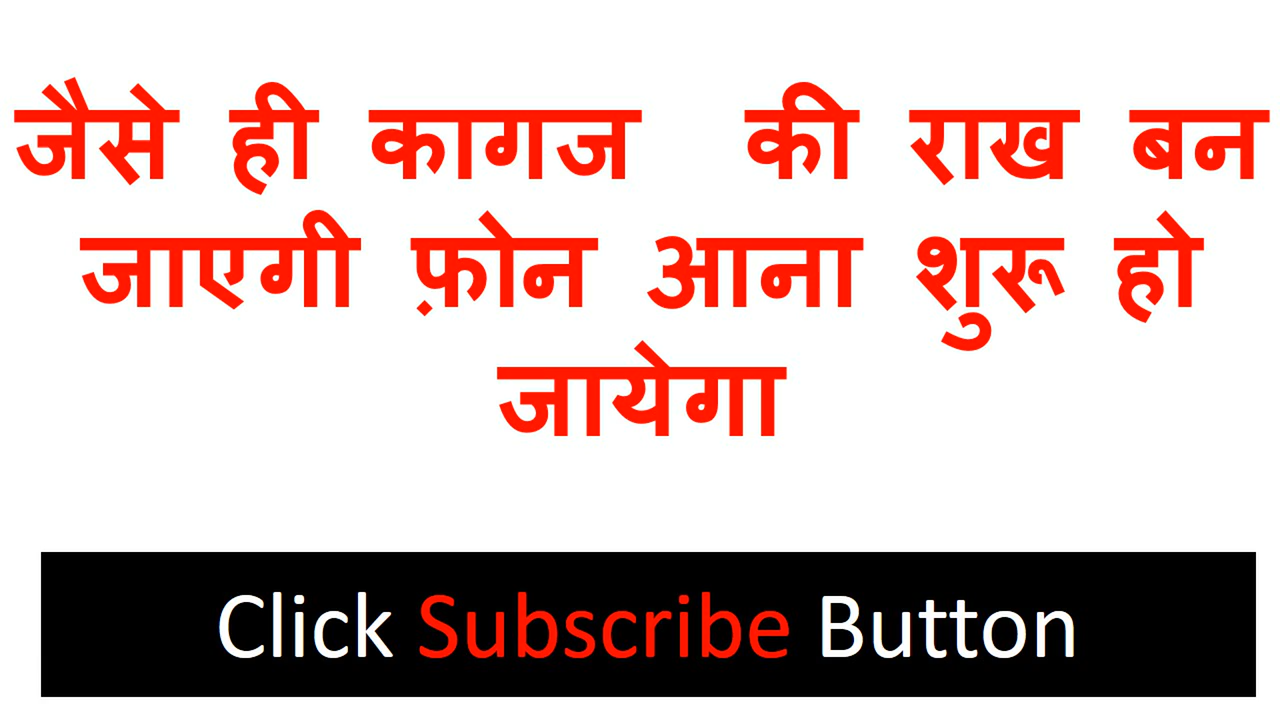 जैसे ही कागज की राख बन
जाएगी फ़ोन आना शुरू हो
जायेगा
Click Subscribe Button